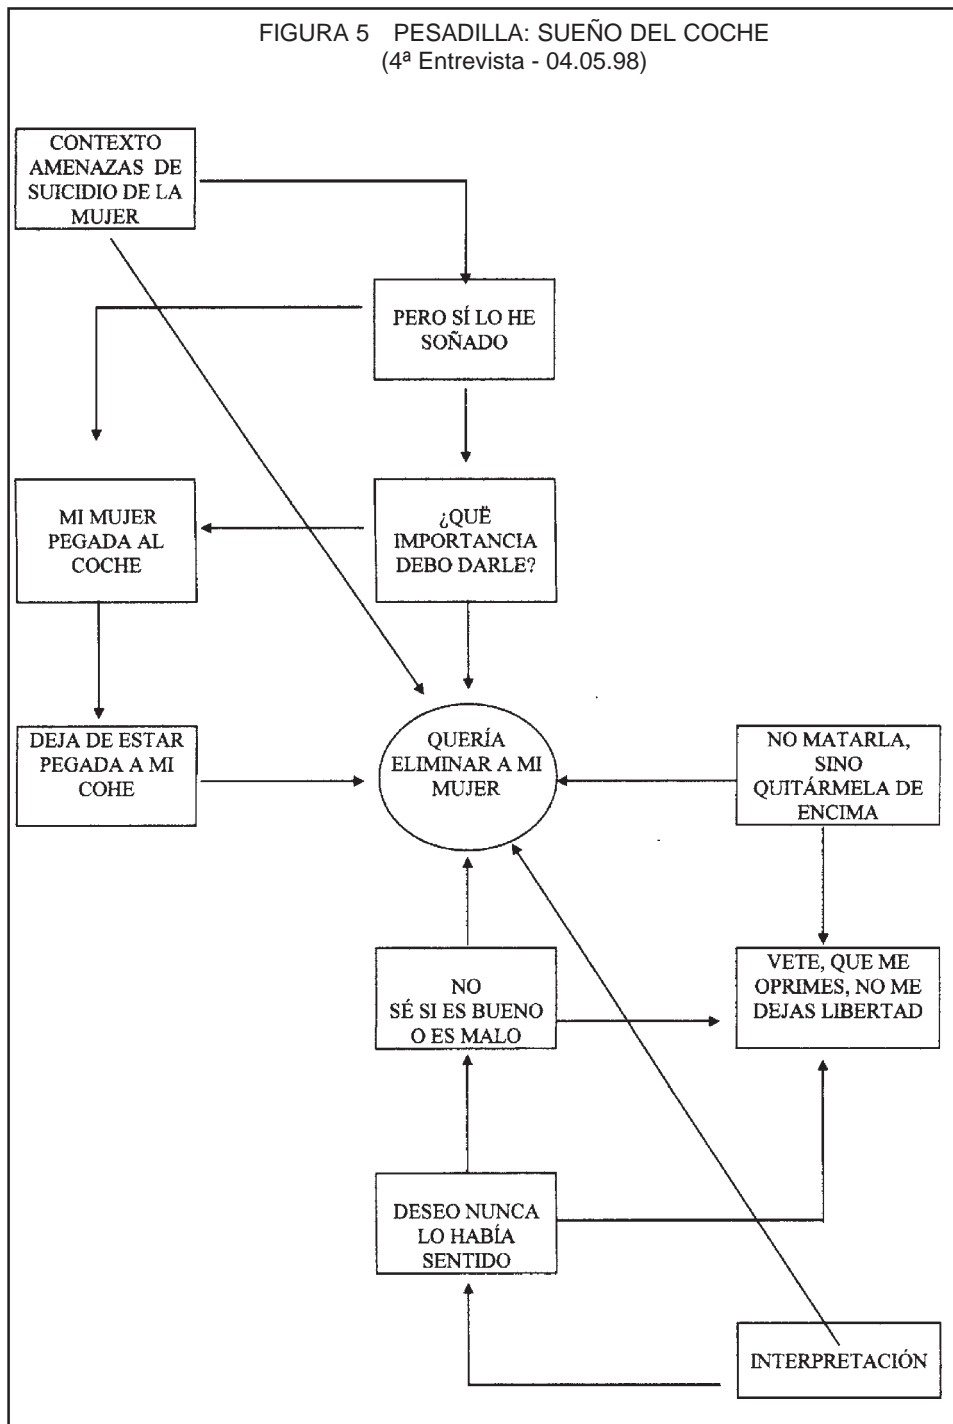 FIGURA 5 PESADILLA: SUEÑO DEL COCHE
(4ª Entrevista - 04.05.98)
CONTEXTO
AMENAZAS DE
SUICIDIO DE LA
MUJER
PERO SÍ LO HE
SOÑADO
MI MUJER
PEGADA AL
COCHE
¿QUË
IMPORTANCIA
DEBO DARLE?
DEJA DE ESTAR
PEGADA A MI
COHE
QUERÍA
ELIMINAR A MI
MUJER
NO MATARLA,
SINO
QUITÁRMELA DE
ENCIMA
NO
SÉ SI ES BUENO
O ES MALO
VETE, QUE ME
OPRIMES, NO ME
DEJAS LIBERTAD
DESEO NUNCA
LO HABÍA
SENTIDO
INTERPRETACIÓN